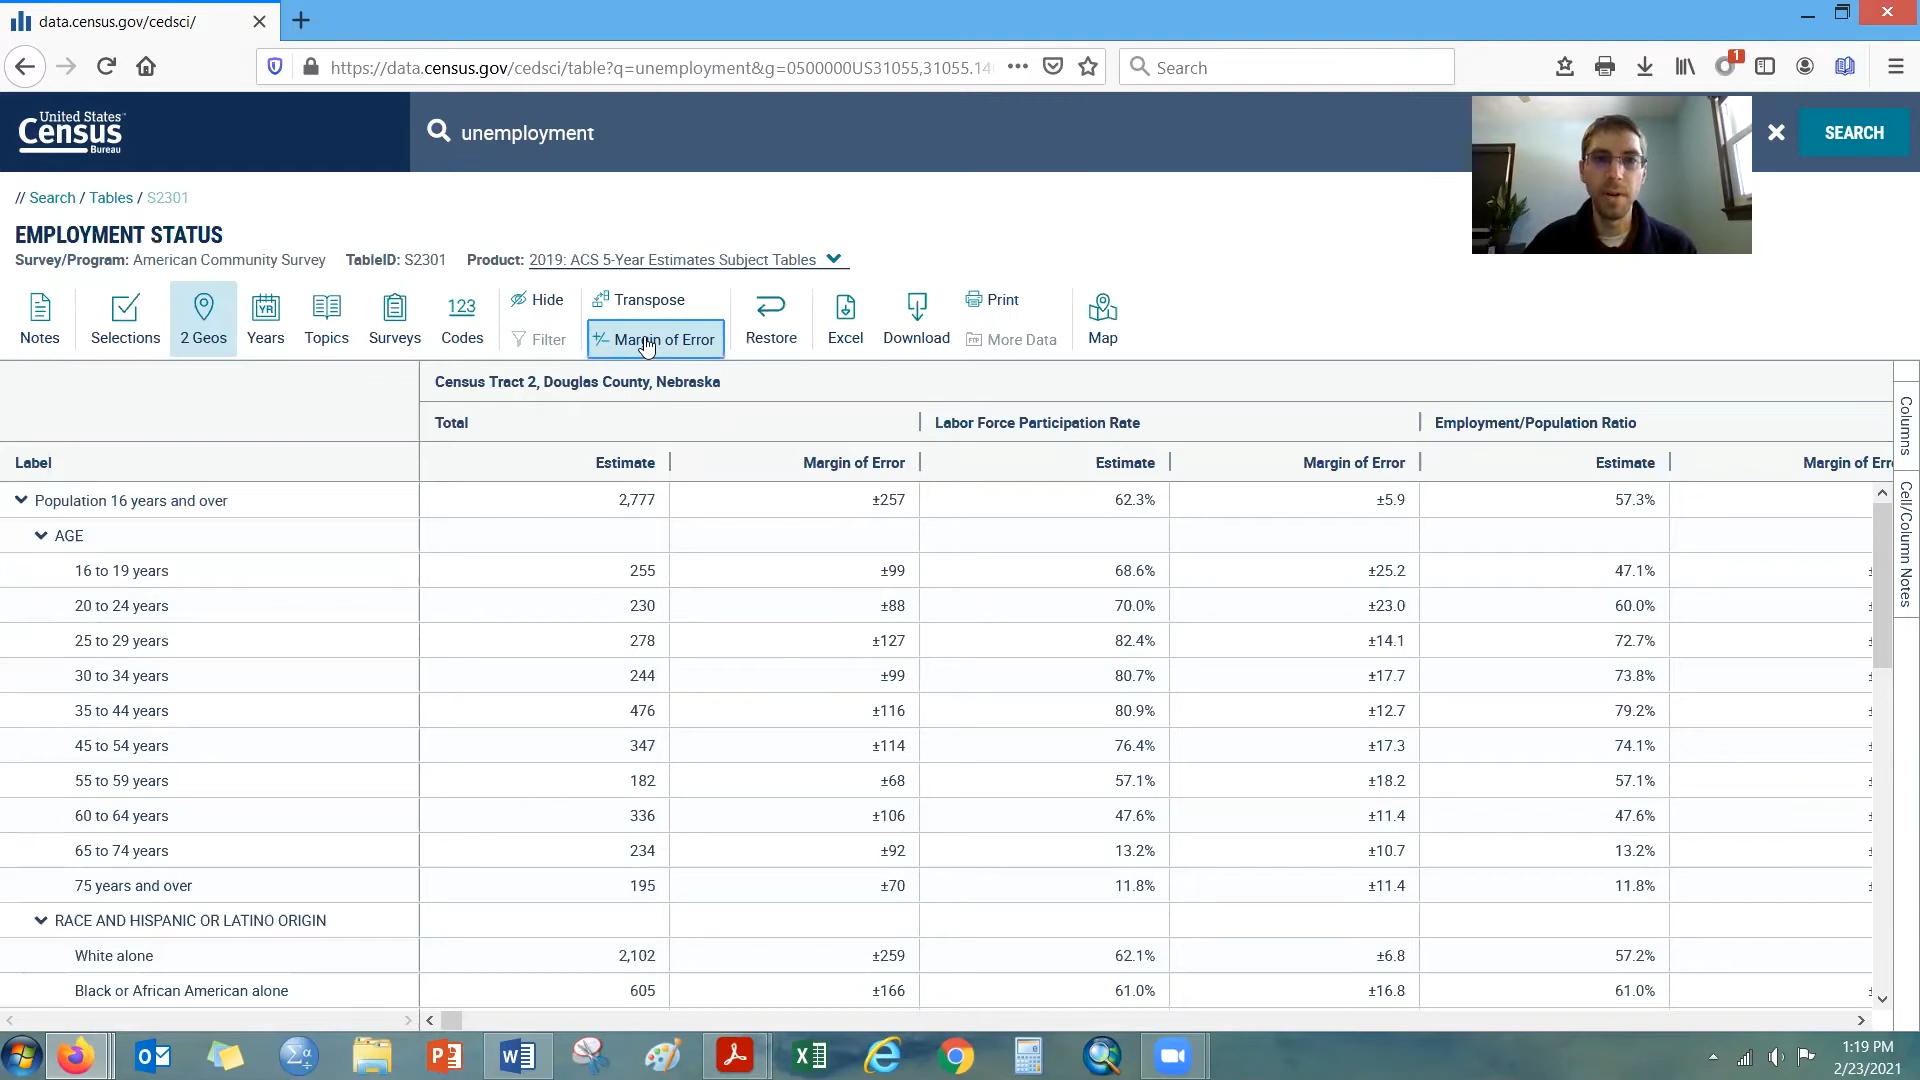 data.census.gov/cedsci/
https://data.census.gov/cedsci/table?q=unemployment&g=0500000US31055,31055.14
Search
1
United States
Census
Bureau
unemployment
SEARCH
// Search / Tables / S2301
EMPLOYMENT STATUS
Survey/Program: American Community Survey TableID: S2301 Product: 2019: ACS 5-Year Estimates Subject Tables
Notes Selections 2 Geos Years Topics Surveys Codes Hide Filter Transpose Margin of Error Restore Excel Download Print More Data Map
YR 123 FTP
Census Tract 2, Douglas County, Nebraska
Total Labor Force Participation Rate Employment/Population Ratio
Label Estimate Margin of Error Estimate Margin of Error Estimate Margin of Err
Columns
Cell/Column Notes
Population 16 years and over 2,777 ±257 62.3% ±5.9 57.3%
AGE
16 to 19 years 255 ±99 68.6% ±25.2 47.1% ±
20 to 24 years 230 ±88 70.0% ±23.0 60.0% ±
25 to 29 years 278 ±127 82.4% ±14.1 72.7% ±
30 to 34 years 244 ±99 80.7% ±17.7 73.8% ±
35 to 44 years 476 ±116 80.9% ±12.7 79.2% ±
45 to 54 years 347 ±114 76.4% ±17.3 74.1% ±
55 to 59 years 182 ±68 57.1% ±18.2 57.1% ±
60 to 64 years 336 ±106 47.6% ±11.4 47.6% ±
65 to 74 years 234 ±92 13.2% ±10.7 13.2% ±
75 years and over 195 ±70 11.8% ±11.4 11.8% ±
RACE AND HISPANIC OR LATINO ORIGIN
White alone 2,102 ±259 62.1% ±6.8 57.2% ±
Black or African American alone 605 ±166 61.0% ±16.8 61.0% ±
1:19 PM
2/23/2021